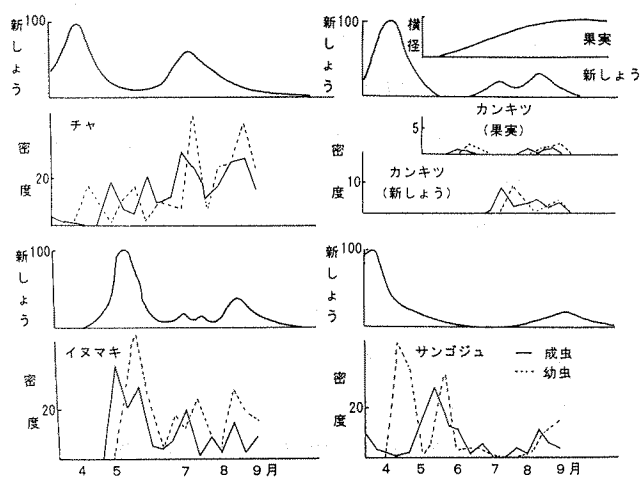 新しょう
100
チャ
密度
20
新しょう
100
横径
果実
新しょう
カンキツ
(果実)
5
密度
カンキツ
(新しょう)
10
新しょう
100
イヌマキ
密度
20
4 5 7 8 9月
新しょう
100
サンゴジュ
成虫
幼虫
密度
20
4 5 6 7 8 9月